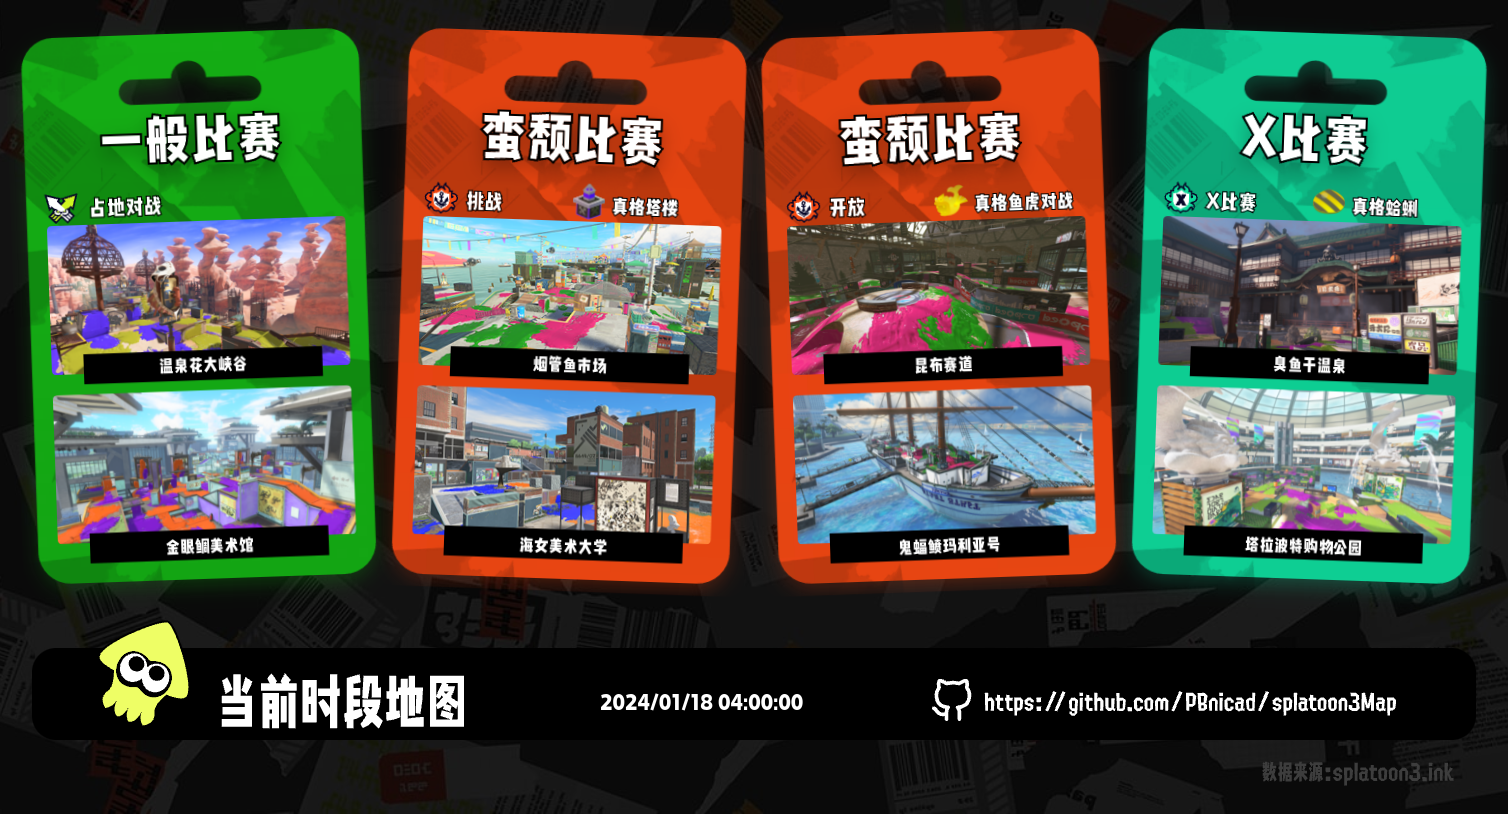 一般比赛
占地对战
温泉花大峡谷
金眼鲷美术馆
蛮颓比赛
挑战
真格塔楼
烟管鱼市场
海女美术大学
蛮颓比赛
开放
真格鱼虎对战
昆布赛道
鬼蝠鲼玛利亚号
X比赛
X比赛
真格蛤蜊
臭鱼干温泉
塔拉波特购物公园
当前时段地图
2024/01/18 04:00:00
https://github.com/PBnicad/splatoon3Map
数据来源:splatoon3.ink